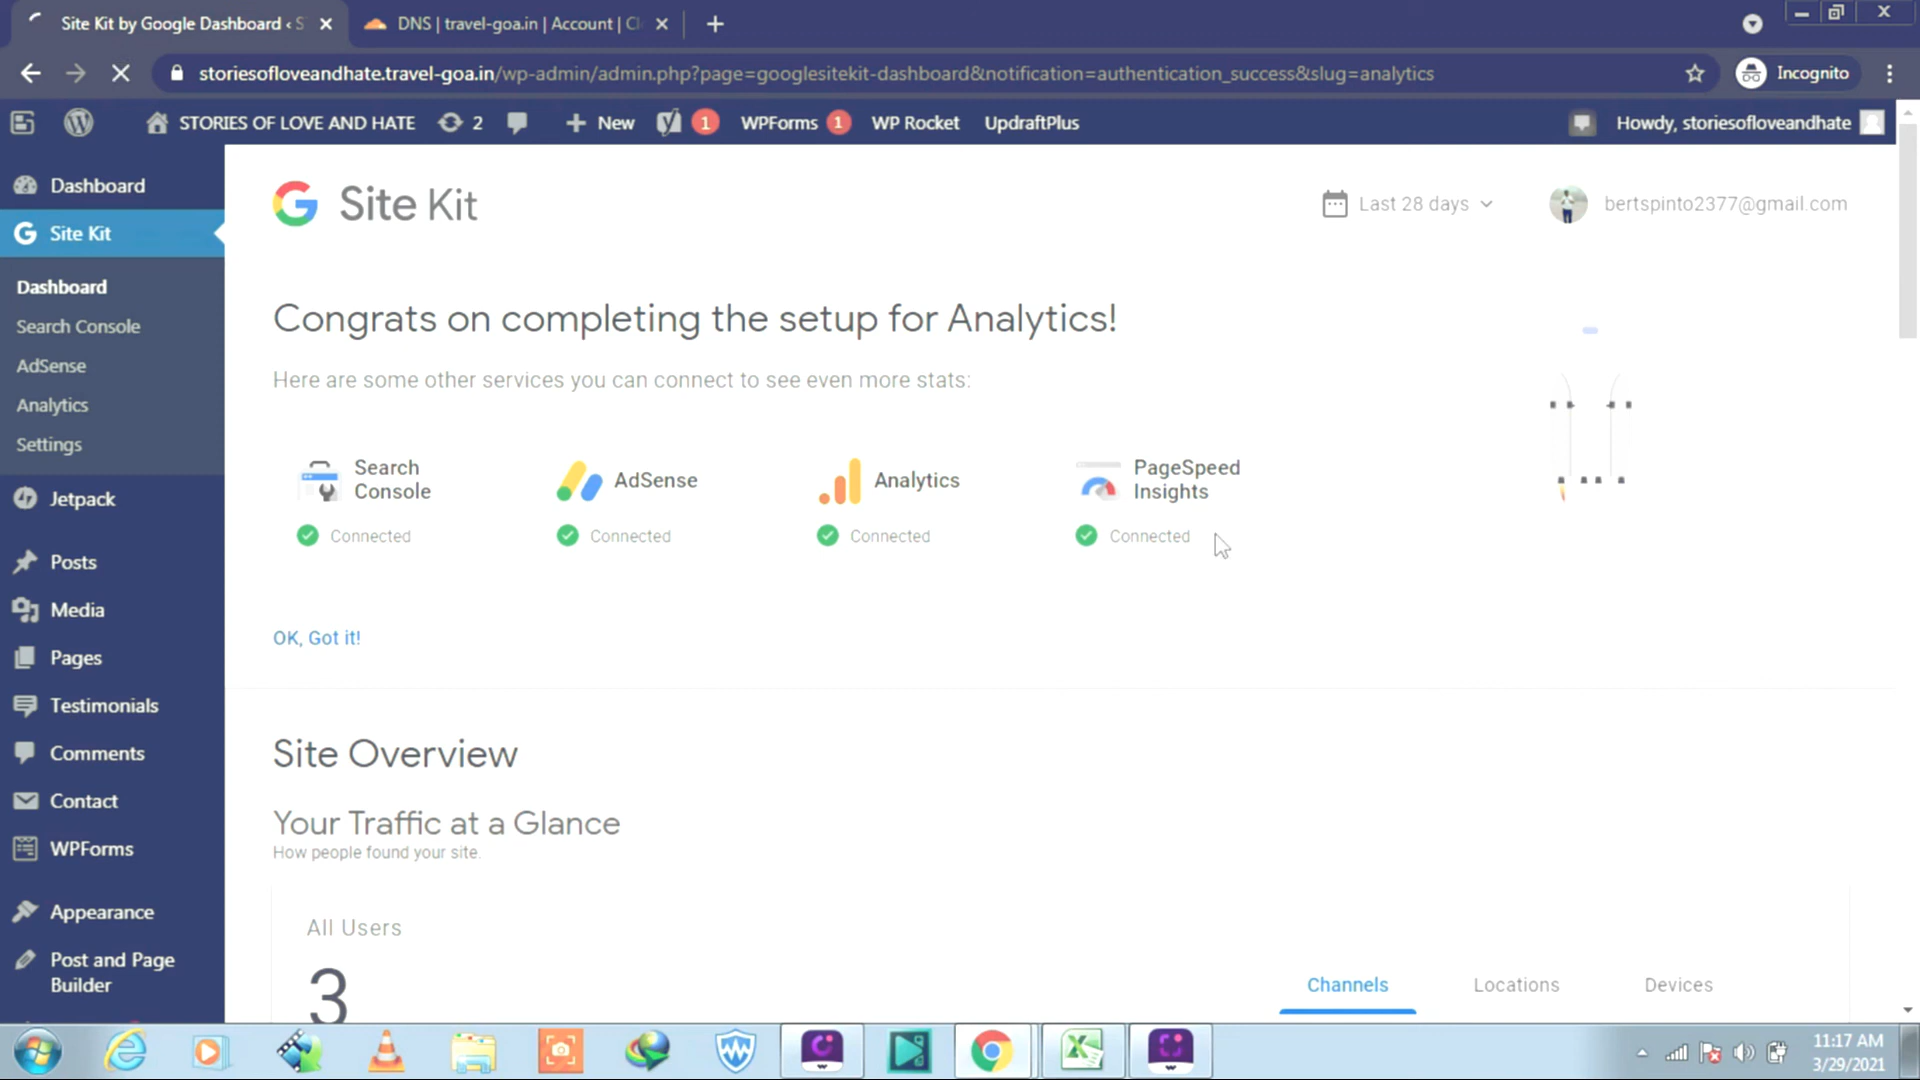 Site Kit by Google Dashboard ‹ S
DNS | travel-goa.in | Account | Cl
storiesofloveandhate.travel-goa.in/wp-admin/admin.php?page=googlesitekit-dashboard&notification=authentication_success&slug=analytics
Incognito
STORIES OF LOVE AND HATE
2
New
1
WPForms 1
WP Rocket
UpdraftPlus
Howdy, storiesofloveandhate
Dashboard
Site Kit
Dashboard
Search Console
AdSense
Analytics
Settings
Jetpack
Posts
Media
Pages
Testimonials
Comments
Contact
WPForms
Appearance
Post and Page
Builder
Site Kit
Last 28 days
bertspinto2377@gmail.com
Congrats on completing the setup for Analytics!
Here are some other services you can connect to see even more stats:
Search
Console
Connected
AdSense
Connected
Analytics
Connected
PageSpeed
Insights
Connected
OK, Got it!
Site Overview
Your Traffic at a Glance
How people found your site.
All Users
3
Channels
Locations
Devices
11:17 AM
3/29/2021